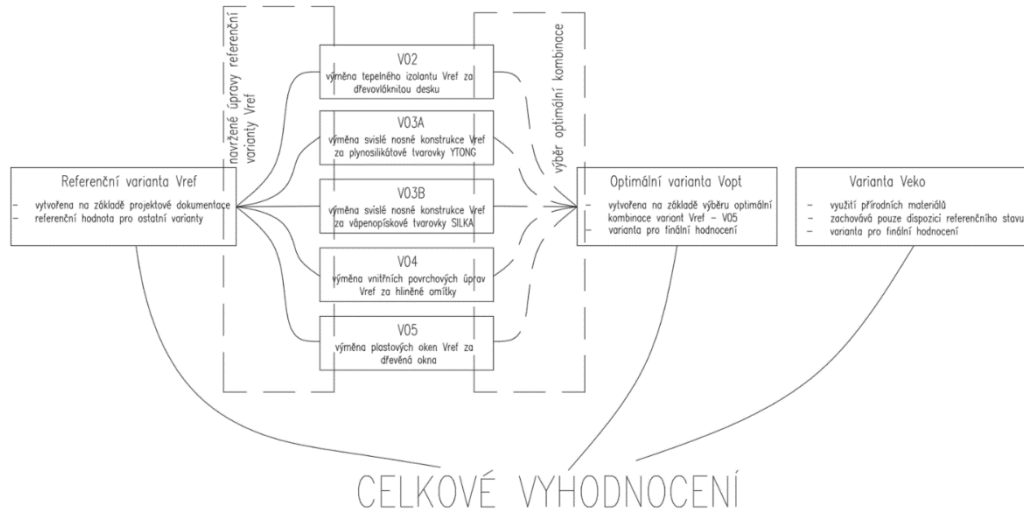 navržené úpravy referenční
varianty Vref
V02
výměna tepelného izolantu Vref za
dřevovláknitou desku
V03A
výměna svislé nosné konstrukce Vref
za plynosilikátové tvarovky YTONG
V03B
výměna svislé nosné konstrukce Vref
za vápenopískové tvarovky SILKA
V04
výměna vnitřních povrchových úprav
Vref za hliněné omítky
V05
výměna plastových oken Vref za
dřevěná okna
výběr optimální kombinace
Referenční varianta Vref
- vytvořena na základě projektové dokumentace
- referenční hodnota pro ostatní varianty
Optimální varianta Vopt
- vytvořena na základě výběru optimální
kombinace variant Vref - V05
- varianta pro finální hodnocení
Varianta Veko
- využití přírodních materiálů
- zachovává pouze dispozici referenčního stavu
- varianta pro finální hodnocení
CELKOVÉ VYHODNOCENÍ